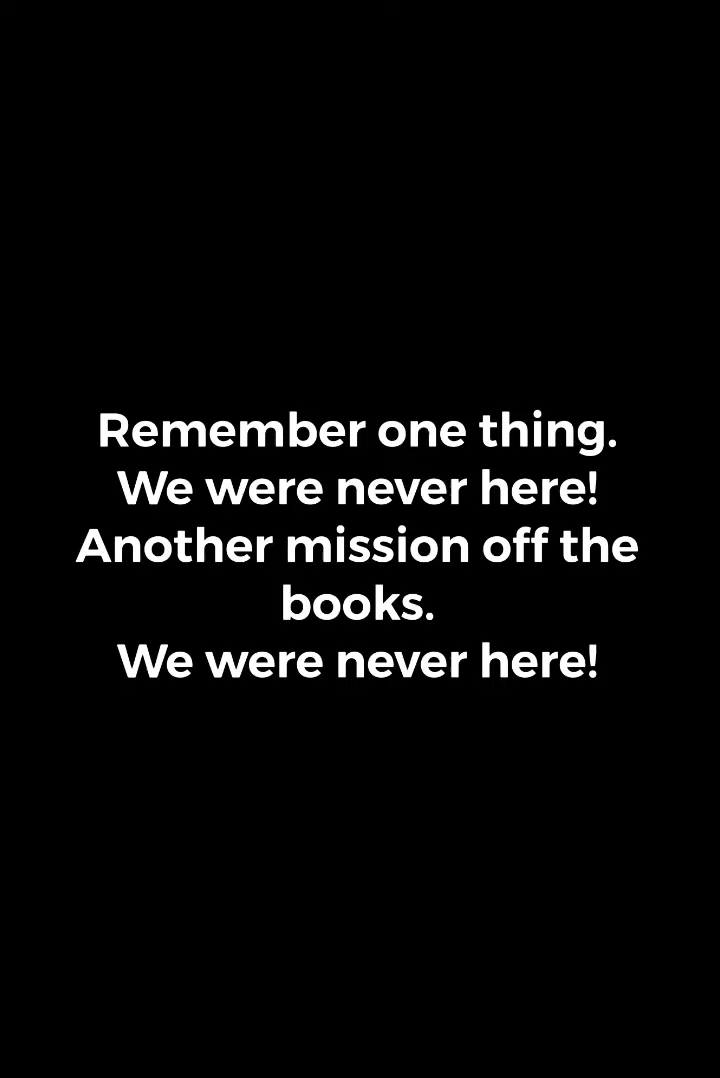 Remember one thing.
We were never here!
Another mission off the
books.
We were never here!